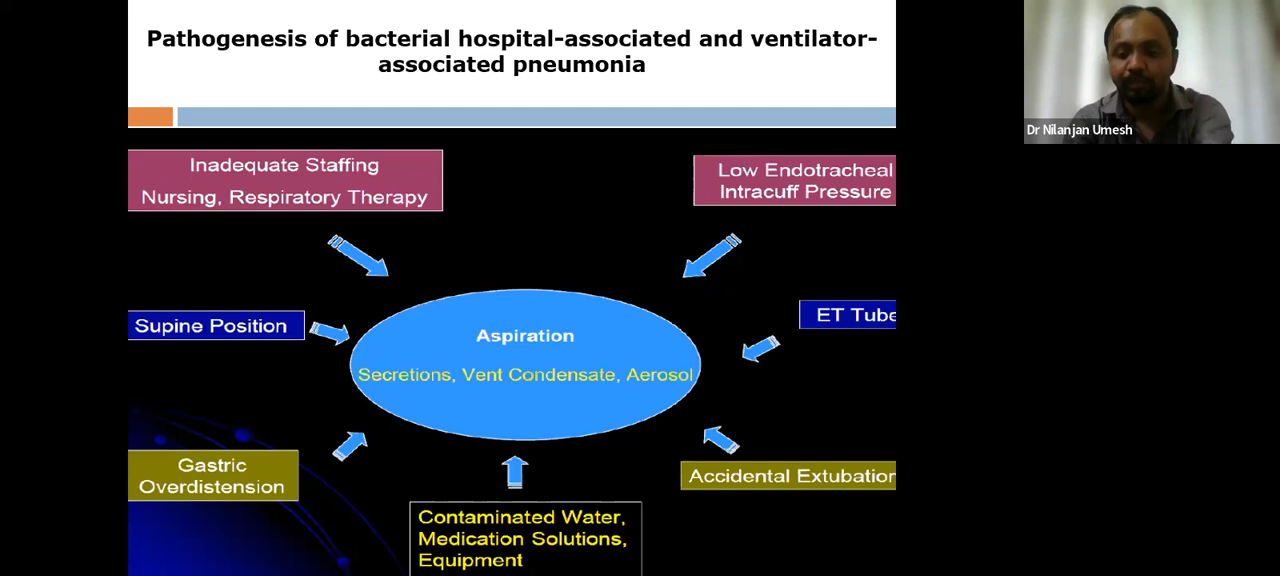 Pathogenesis of bacterial hospital-associated and ventilator-
associated pneumonia
Dr Nilanjan Umesh
Inadequate Staffing
Nursing, Respiratory Therapy
Low Endotracheal
Intracuff Pressure
Supine Position
ET Tube
Aspiration
Secretions, Vent Condensate, Aerosol
Gastric
Overdistension
Accidental Extubation
Contaminated Water,
Medication Solutions,
Equipment